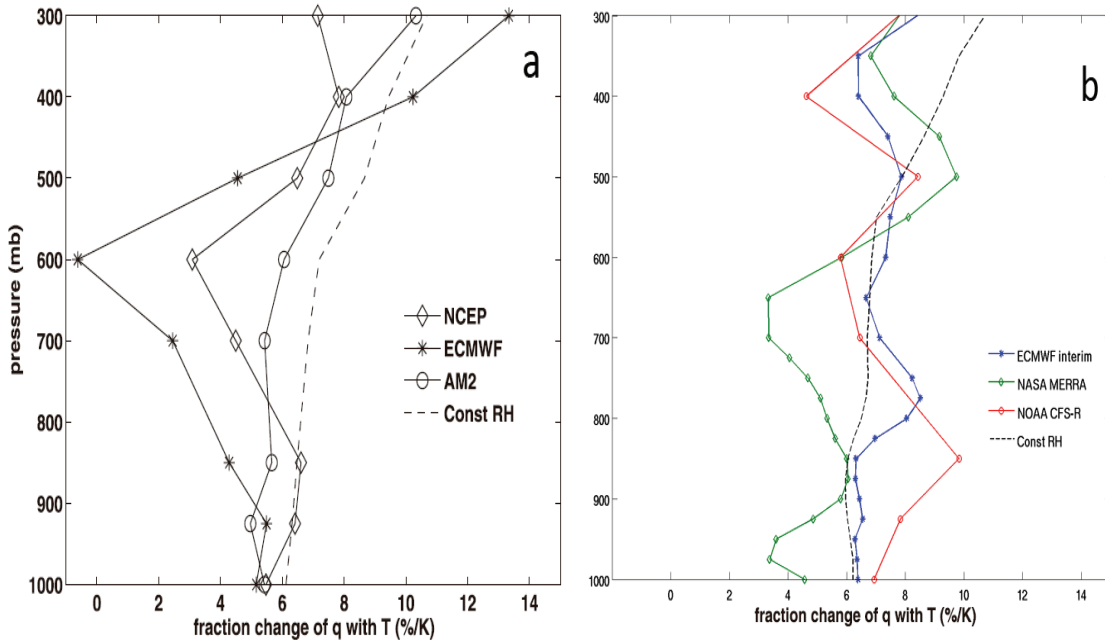 a
300
400
500
600
700
800
900
1000
pressure (mb)
0 2 4 6 8 10 12 14
fraction change of q with T (%/K)
NCEP
ECMWF
AM2
Const RH
b
300
400
500
600
700
800
900
1000
0 2 4 6 8 10 12 14
fraction change of q with T (%/K)
ECMWF interim
NASA MERRA
NOAA CFS-R
Const RH